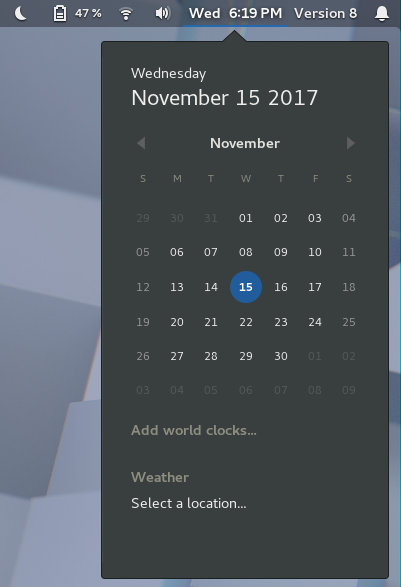 47 % Wed 6:19 PM Version 8
Wednesday
November 15 2017
November
S M T W T F S
29 30 31 01 02 03 04
05 06 07 08 09 10 11
12 13 14 15 16 17 18
19 20 21 22 23 24 25
26 27 28 29 30 01 02
03 04 05 06 07 08 09
Add world clocks...
Weather
Select a location...